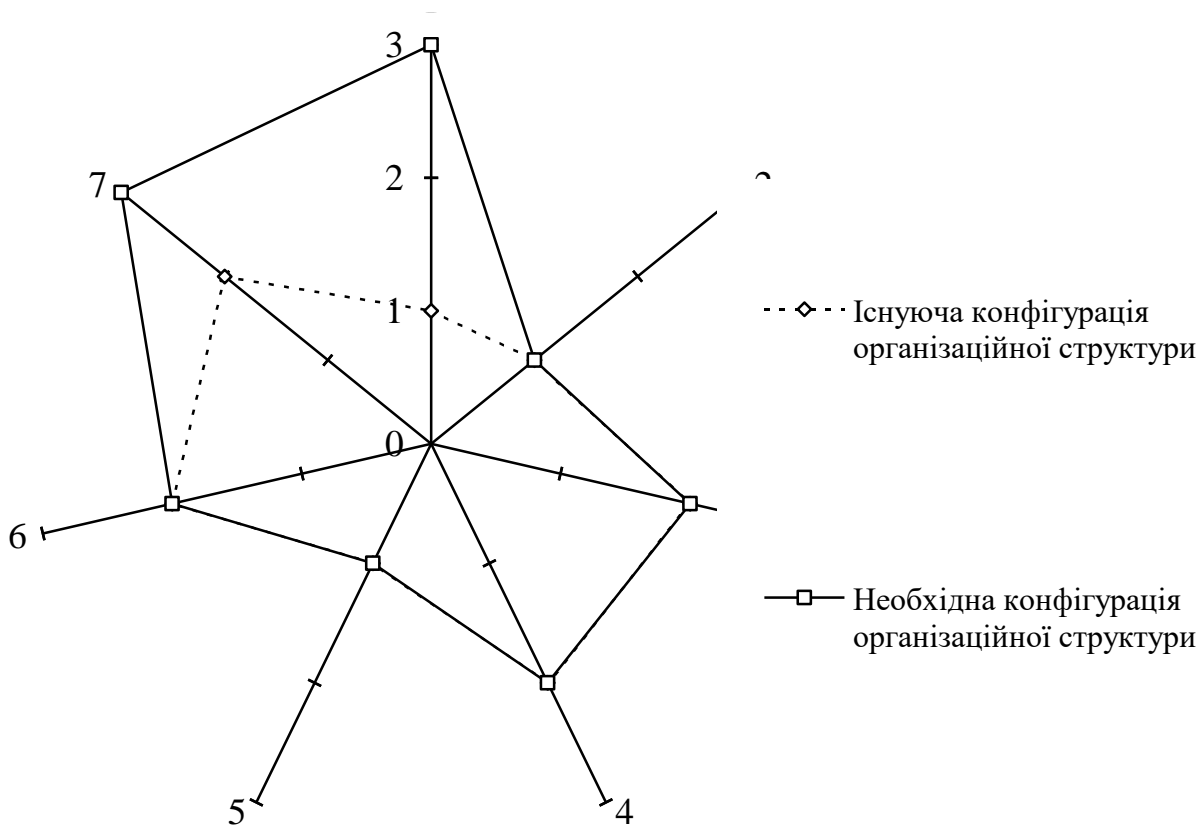 3
2
7
1
Існуюча конфігурація
організаційної структури
0
6
Необхідна конфігурація
організаційної структури
5
4